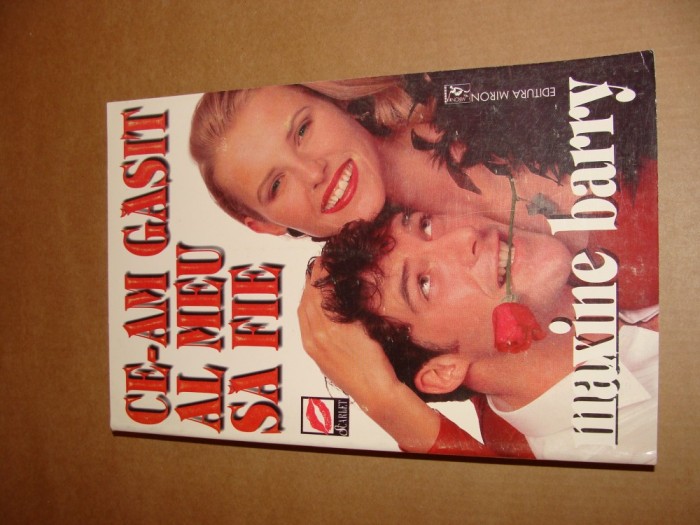 CE-AM GASIT
AL MEU
SA FIE
SCARLET
EDITURA MIRON
maxine barry